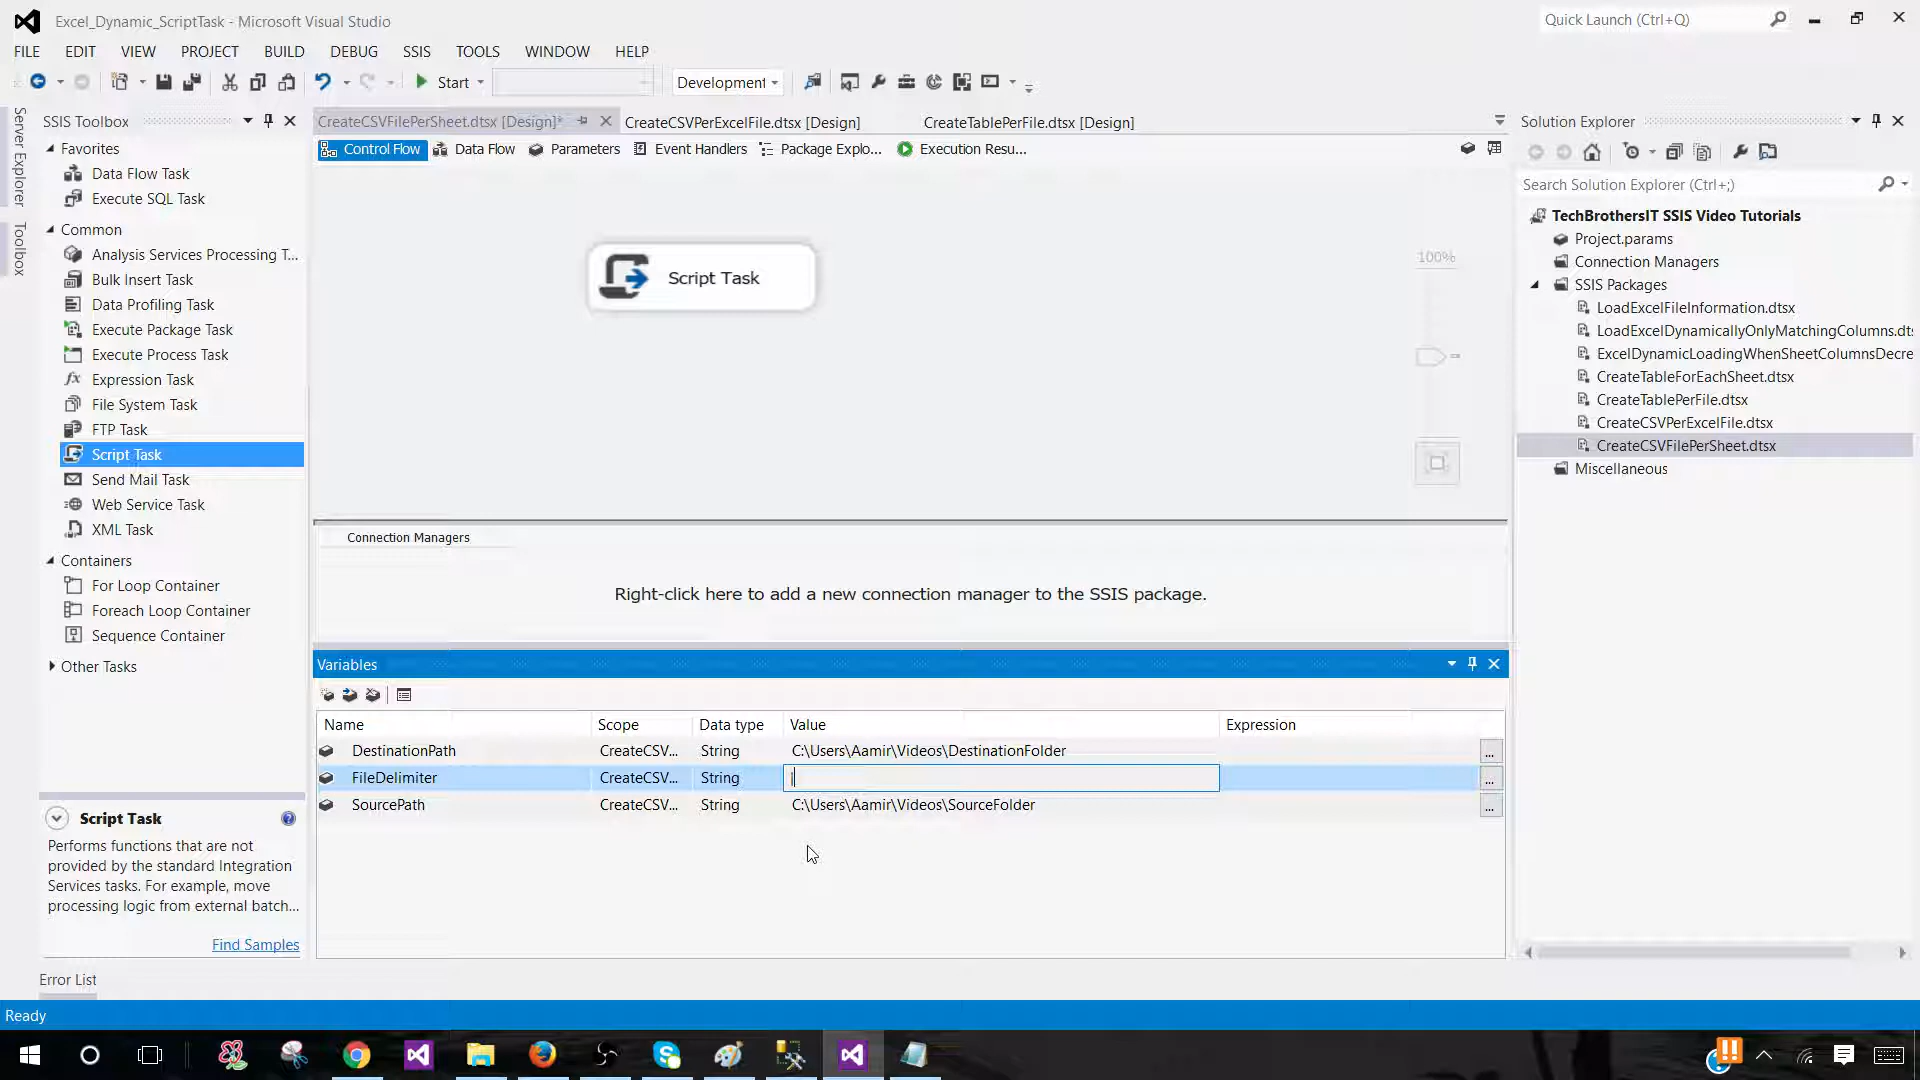 Excel_Dynamic_ScriptTask - Microsoft Visual Studio
Quick Launch (Ctrl+Q)
FILE EDIT VIEW PROJECT BUILD DEBUG SSIS TOOLS WINDOW HELP
Start
Development
Server Explorer
Toolbox
SSIS Toolbox
Favorites
Data Flow Task
Execute SQL Task
Common
Analysis Services Processing T...
Bulk Insert Task
Data Profiling Task
Execute Package Task
Execute Process Task
Expression Task
File System Task
FTP Task
Script Task
Send Mail Task
Web Service Task
XML Task
Containers
For Loop Container
Foreach Loop Container
Sequence Container
Other Tasks
Script Task
Performs functions that are not
provided by the standard Integration
Services tasks. For example, move
processing logic from external batch...
Find Samples
Error List
CreateCSVFilePerSheet.dtsx [Design]* CreateCSVPerExcelFile.dtsx [Design] CreateTablePerFile.dtsx [Design]
Control Flow Data Flow Parameters Event Handlers Package Explo... Execution Resu...
Script Task
100%
Connection Managers
Right-click here to add a new connection manager to the SSIS package.
Variables
Name Scope Data type Value Expression
DestinationPath CreateCSV... String C:\Users\Aamir\Videos\DestinationFolder ...
FileDelimiter CreateCSV... String ...
SourcePath CreateCSV... String C:\Users\Aamir\Videos\SourceFolder ...
Solution Explorer
Search Solution Explorer (Ctrl+;)
TechBrothersIT SSIS Video Tutorials
Project.params
Connection Managers
SSIS Packages
LoadExcelFileInformation.dtsx
LoadExcelDynamicallyOnlyMatchingColumns.dts
ExcelDynamicLoadingWhenSheetColumnsDecre
CreateTableForEachSheet.dtsx
CreateTablePerFile.dtsx
CreateCSVPerExcelFile.dtsx
CreateCSVFilePerSheet.dtsx
Miscellaneous
Ready